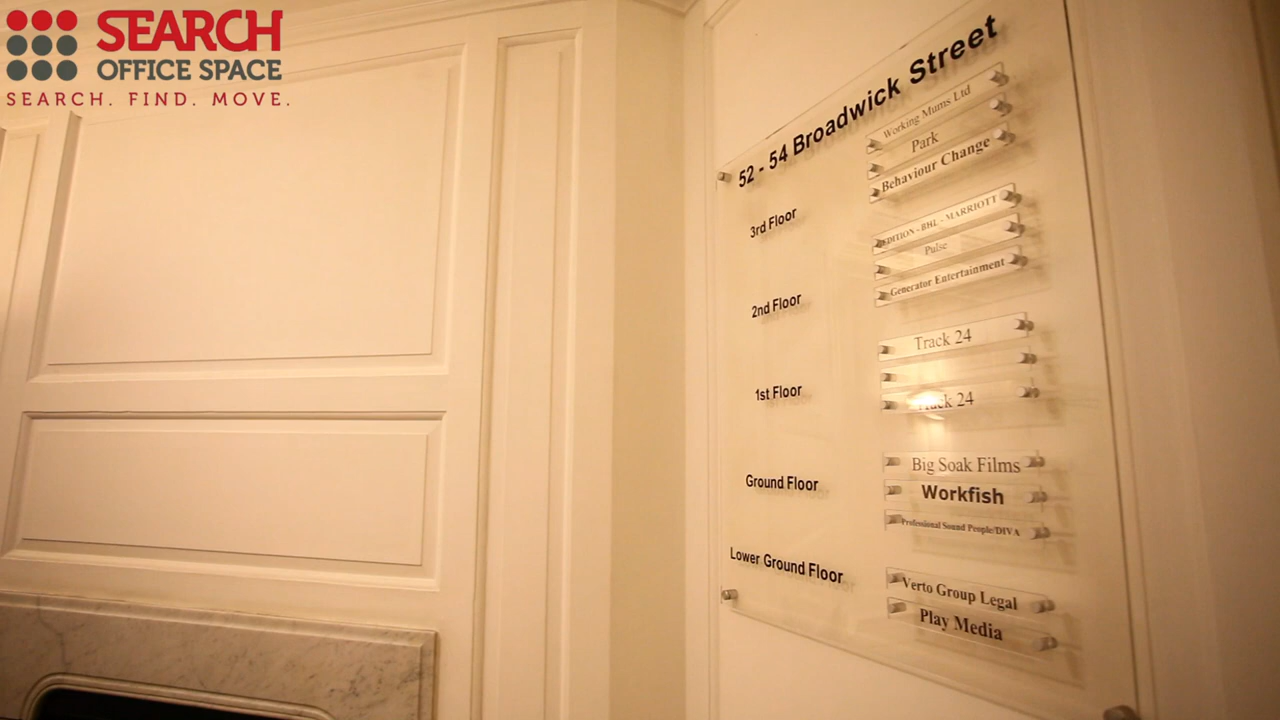 SEARCH
OFFICE SPACE
SEARCH. FIND. MOVE.
52 - 54 Broadwick Street
3rd Floor
Working Mums Ltd
Park
Behaviour Change
2nd Floor
EDITION - BHL - MARRIOTT
Pulse
Generator Entertainment
1st Floor
Track 24
Track 24
Ground Floor
Big Soak Films
Workfish
Professional Sound People/DIVA
Lower Ground Floor
Verto Group Legal
Play Media